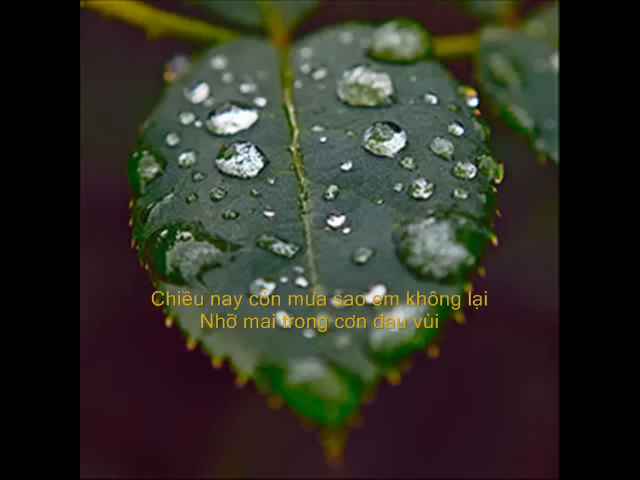 Chiều nay còn mưa sao em không lại
Nhỡ mai trong cơn đau vùi